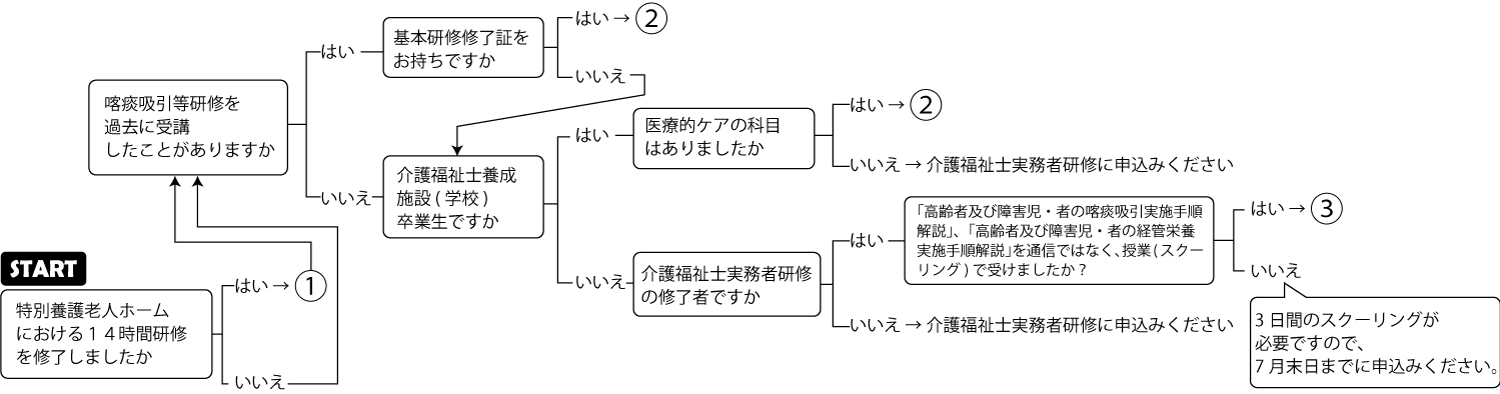 START
特別養護老人ホーム
における１４時間研修
を修了しましたか
はい → ①
いいえ
喀痰吸引等研修を
過去に受講
したことがありますか
はい
いいえ
基本研修修了証を
お持ちですか
はい → ②
いいえ
介護福祉士養成
施設 ( 学校 )
卒業生ですか
はい
いいえ
医療的ケアの科目
はありましたか
はい → ②
いいえ → 介護福祉士実務者研修に申込みください
介護福祉士実務者研修
の修了者ですか
はい
いいえ → 介護福祉士実務者研修に申込みください
「高齢者及び障害児・者の喀痰吸引実施手順
解説」、「高齢者及び障害児・者の経管栄養
実施手順解説」を通信ではなく、授業 ( スクー
リング ) で受けましたか？
はい → ③
いいえ
3 日間のスクーリングが
必要ですので、
7 月末日までに申込みください。